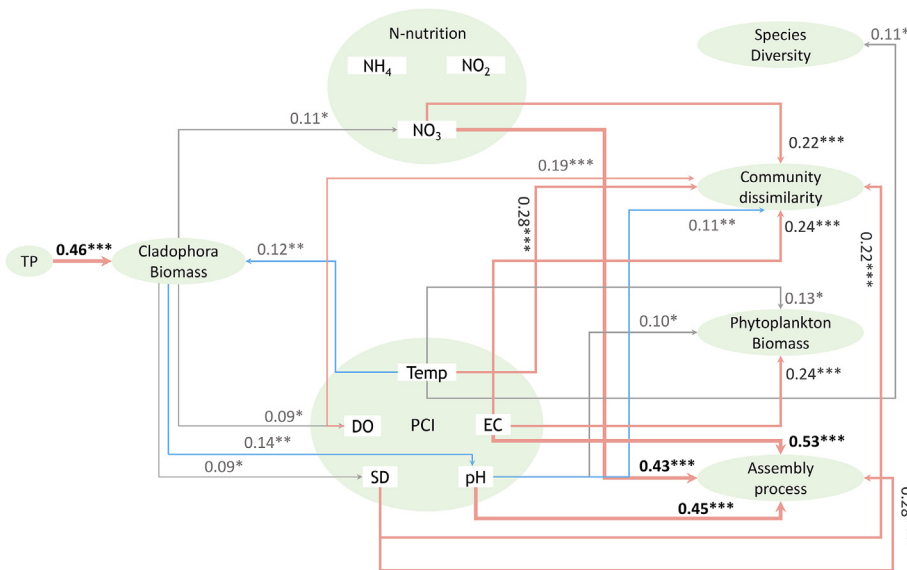 N-nutrition
NH4
NO2
NO3
Species
Diversity
0.11*
0.11*
0.22***
0.19***
Community
dissimilarity
0.28***
0.11**
0.24***
0.22***
TP
0.46***
Cladophora
Biomass
0.12**
0.13*
0.10*
Phytoplankton
Biomass
Temp
0.24***
0.09*
DO
PCI
EC
0.14**
0.53***
0.09*
SD
pH
0.43***
Assembly
process
0.45***
0.28